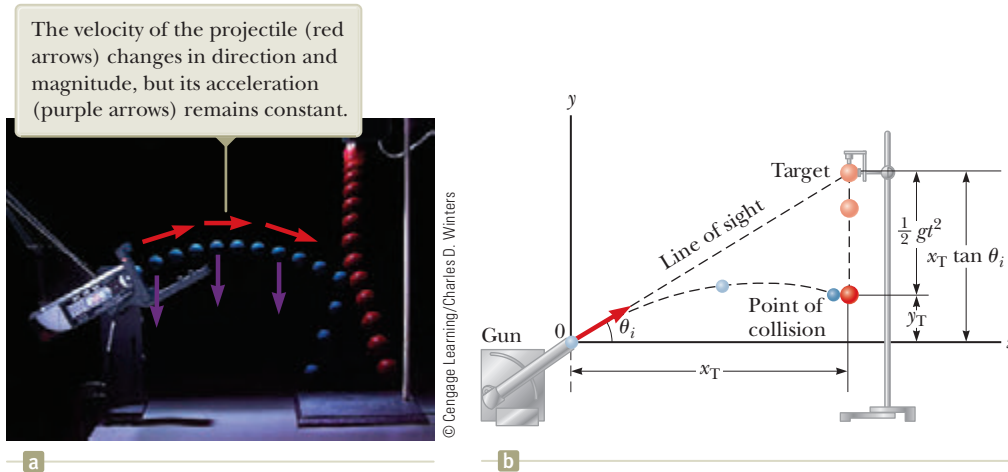 The velocity of the projectile (red
arrows) changes in direction and
magnitude, but its acceleration
(purple arrows) remains constant.
© Cengage Learning/Charles D. Winters
a
y
Target
Line of sight
½ gt²
x_T tan θ_i
Point of
collision
y_T
Gun
0
θ_i
x_T
b